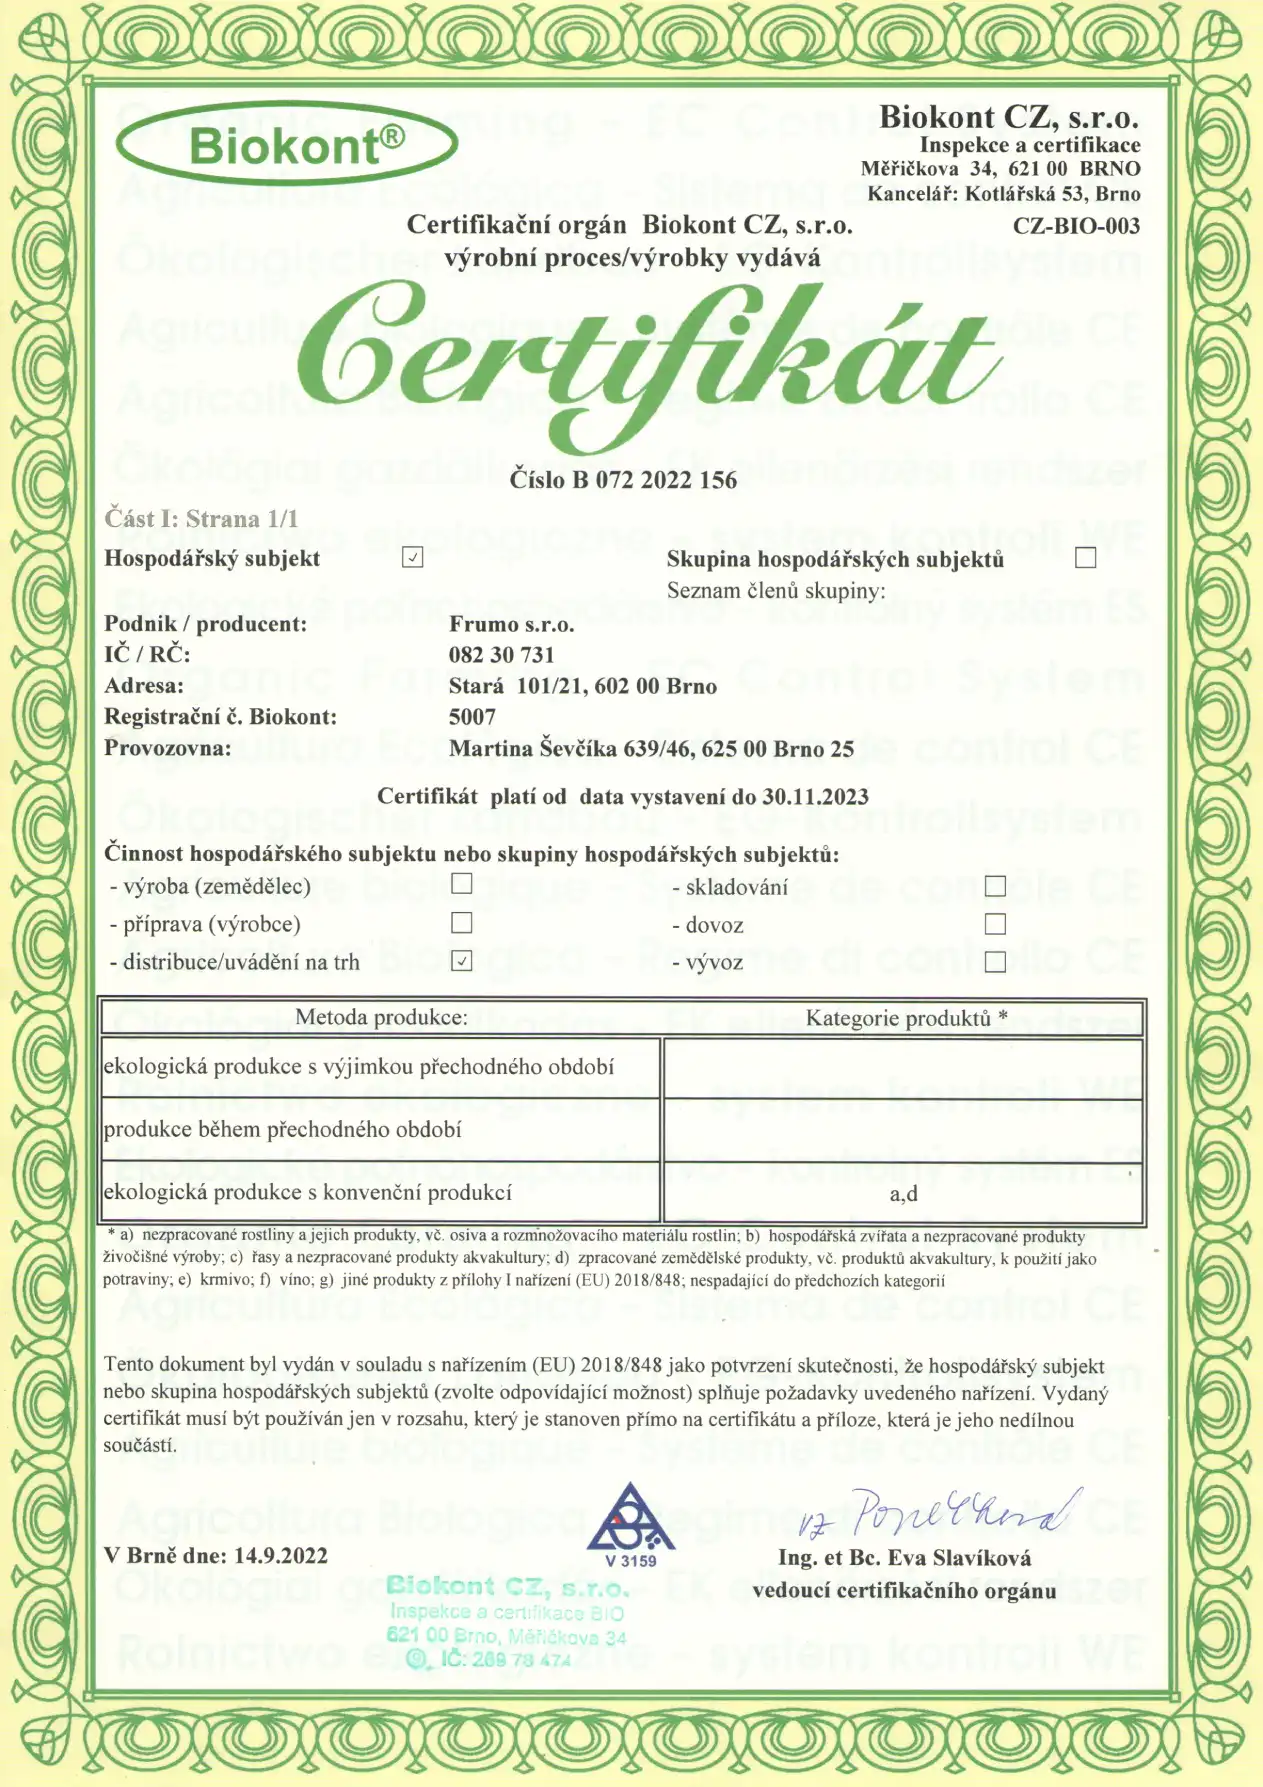 Biokont®
Biokont CZ, s.r.o.
Inspekce a certifikace
Měřičkova 34, 621 00 BRNO
Kancelář: Kotlářská 53, Brno
Certifikační orgán Biokont CZ, s.r.o.
CZ-BIO-003
výrobní proces/výrobky vydává
Certifikát
Číslo B 072 2022 156
Část I: Strana 1/1
Hospodářský subjekt ☑
Skupina hospodářských subjektů ☐
Seznam členů skupiny:
Podnik / producent: Frumo s.r.o.
IČ / RČ: 082 30 731
Adresa: Stará 101/21, 602 00 Brno
Registrační č. Biokont: 5007
Provozovna: Martina Ševčíka 639/46, 625 00 Brno 25
Certifikát platí od data vystavení do 30.11.2023
Činnost hospodářského subjektu nebo skupiny hospodářských subjektů:
- výroba (zemědělec) ☐ - skladování ☐
- příprava (výrobce) ☐ - dovoz ☐
- distribuce/uvádění na trh ☑ - vývoz ☐
Metoda produkce: Kategorie produktů *
ekologická produkce s výjimkou přechodného období
produkce během přechodného období
ekologická produkce s konvenční produkcí a,d
* a) nezpracované rostliny a jejich produkty, vč. osiva a rozmnožovacího materiálu rostlin; b) hospodářská zvířata a nezpracované produkty
živočišné výroby; c) řasy a nezpracované produkty akvakultury; d) zpracované zemědělské produkty, vč. produktů akvakultury, k použití jako
potraviny; e) krmivo; f) víno; g) jiné produkty z přílohy I nařízení (EU) 2018/848; nespadající do předchozích kategorií
Tento dokument byl vydán v souladu s nařízením (EU) 2018/848 jako potvrzení skutečnosti, že hospodářský subjekt
nebo skupina hospodářských subjektů (zvolte odpovídající možnost) splňuje požadavky uvedeného nařízení. Vydaný
certifikát musí být používán jen v rozsahu, který je stanoven přímo na certifikátu a příloze, která je jeho nedílnou
součástí.
V Brně dne: 14.9.2022
V 3159
Ing. et Bc. Eva Slavíková
vedoucí certifikačního orgánu
Biokont CZ, s.r.o.
Inspekce a certifikace BIO
621 00 Brno, Měřičkova 34
IČ: 269 78 474